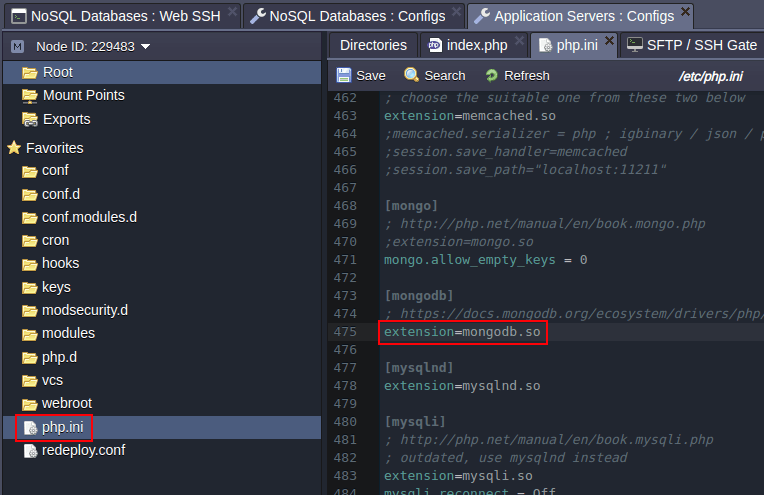 NoSQL Databases : Web SSH
NoSQL Databases : Configs
Application Servers : Configs
M Node ID: 229483
Directories
index.php
php.ini
SFTP / SSH Gate
Save
Search
Refresh
/etc/php.ini
Root
Mount Points
Exports
Favorites
conf
conf.d
conf.modules.d
cron
hooks
keys
modsecurity.d
modules
php.d
vcs
webroot
php.ini
redeploy.conf
462 ; choose the suitable one from these two below
463 extension=memcached.so
464 ;memcached.serializer = php ; igbinary / json / p
465 ;session.save_handler=memcached
466 ;session.save_path="localhost:11211"
467
468 [mongo]
469 ; http://php.net/manual/en/book.mongo.php
470 ;extension=mongo.so
471 mongo.allow_empty_keys = 0
472
473 [mongodb]
474 ; https://docs.mongodb.org/ecosystem/drivers/php/
475 extension=mongodb.so
476
477 [mysqlnd]
478 extension=mysqlnd.so
479
480 [mysqli]
481 ; http://php.net/manual/en/book.mysqli.php
482 ; outdated, use mysqlnd instead
483 extension=mysqli.so
484 mysqli.reconnect = Off